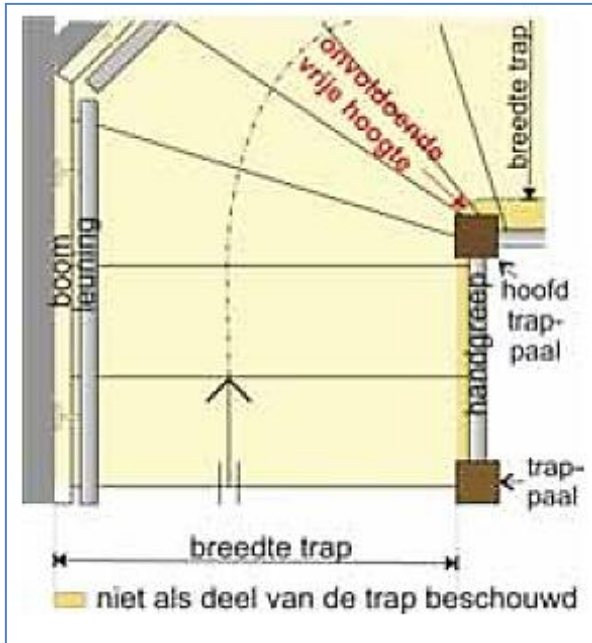 onvoldoende
vrije hoogte
breedte trap
boom
leuning
handgreep
hoofd
trap-
paal
trap-
paal
breedte trap
niet als deel van de trap beschouwd